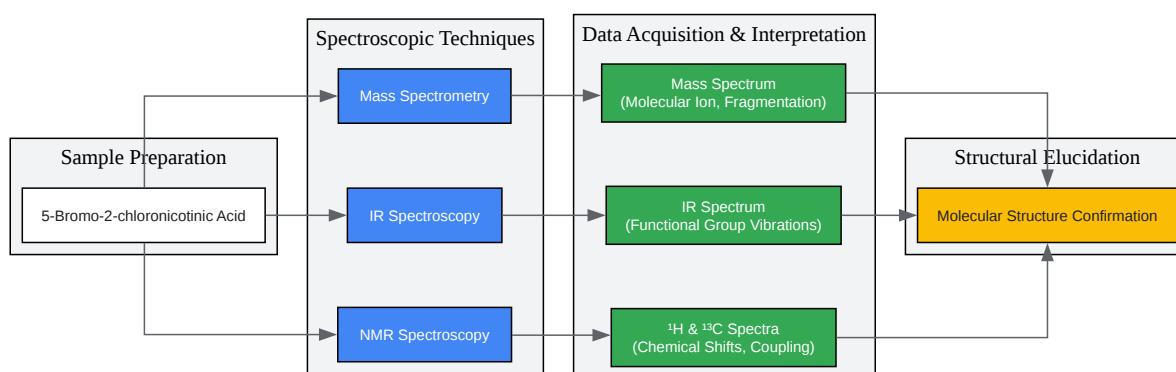 Spectroscopic Techniques
Data Acquisition & Interpretation
Mass Spectrometry
Mass Spectrum
(Molecular Ion, Fragmentation)
Sample Preparation
Structural Elucidation
5-Bromo-2-chloronicotinic Acid
IR Spectroscopy
IR Spectrum
(Functional Group Vibrations)
Molecular Structure Confirmation
NMR Spectroscopy
¹H & ¹³C Spectra
(Chemical Shifts, Coupling)